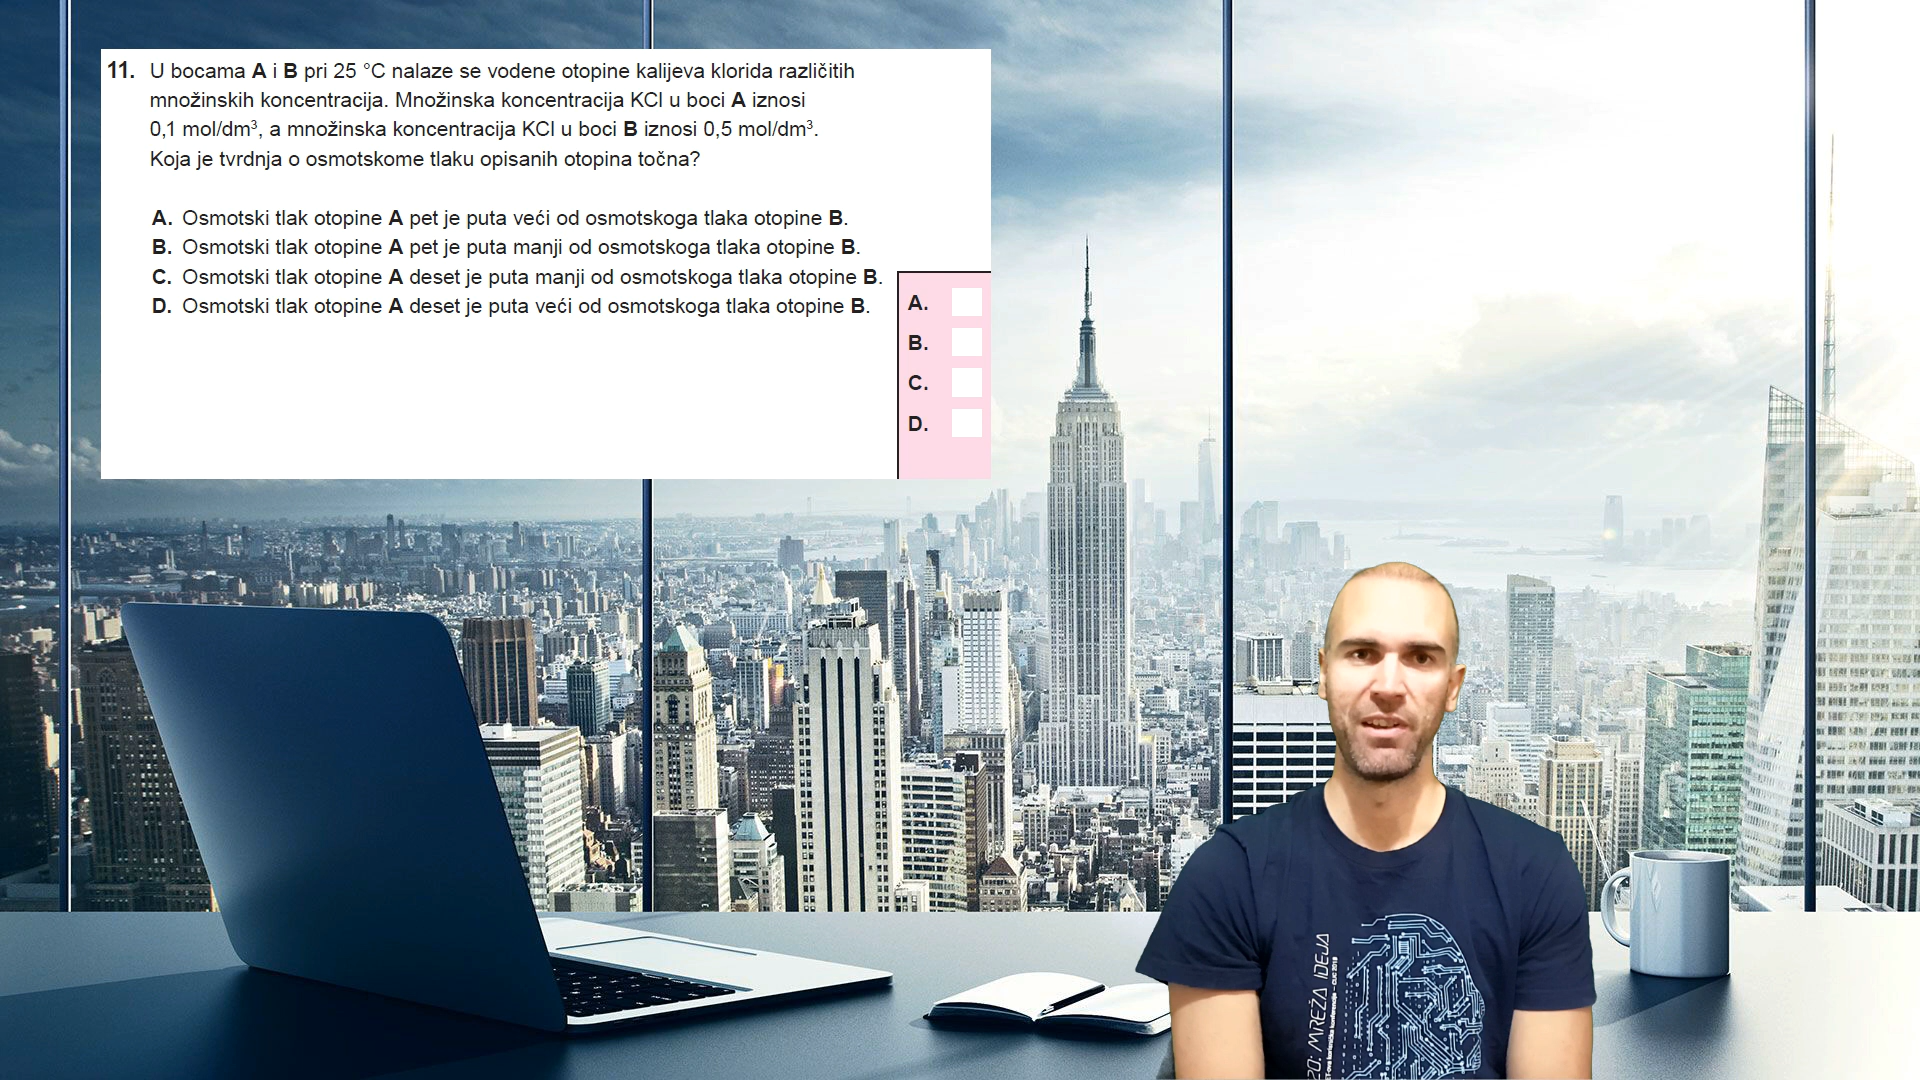 11. U bocama A i B pri 25 °C nalaze se vodene otopine kalijeva klorida različitih
množinskih koncentracija. Množinska koncentracija KCl u boci A iznosi
0,1 mol/dm³, a množinska koncentracija KCl u boci B iznosi 0,5 mol/dm³.
Koja je tvrdnja o osmotskome tlaku opisanih otopina točna?
A. Osmotski tlak otopine A pet je puta veći od osmotskoga tlaka otopine B.
B. Osmotski tlak otopine A pet je puta manji od osmotskoga tlaka otopine B.
C. Osmotski tlak otopine A deset je puta manji od osmotskoga tlaka otopine B.
D. Osmotski tlak otopine A deset je puta veći od osmotskoga tlaka otopine B.
A.
B.
C.
D.
20: MREŽA IDEJA